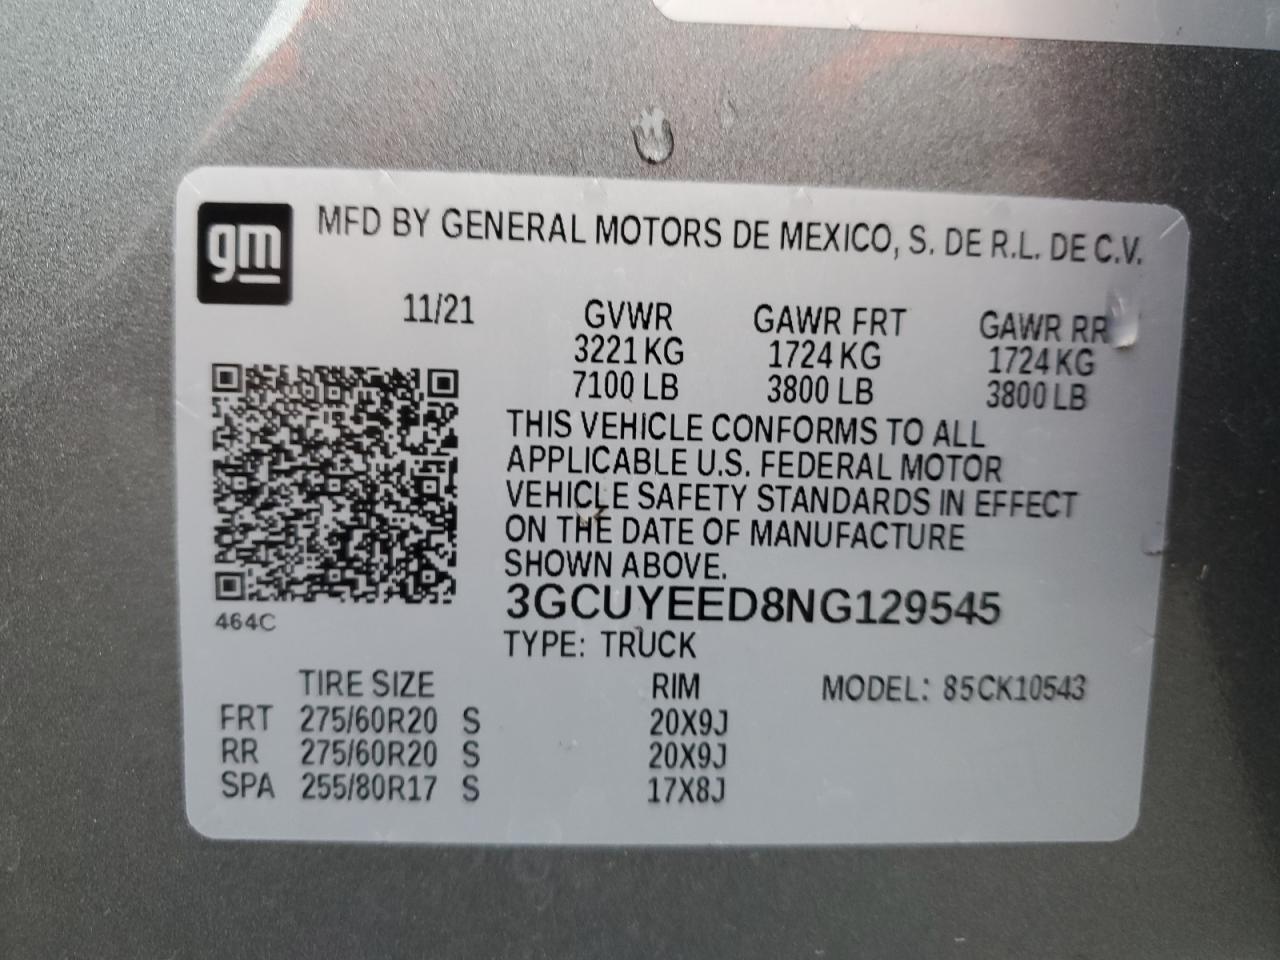 gm
MFD BY GENERAL MOTORS DE MEXICO, S. DE R.L. DE C.V.
11/21 GVWR GAWR FRT GAWR RR
3221 KG 1724 KG 1724 KG
7100 LB 3800 LB 3800 LB
THIS VEHICLE CONFORMS TO ALL
APPLICABLE U.S. FEDERAL MOTOR
VEHICLE SAFETY STANDARDS IN EFFECT
ON THE DATE OF MANUFACTURE
SHOWN ABOVE.
3GCUYEED8NG129545
464C
TYPE: TRUCK
TIRE SIZE RIM MODEL: 85CK10543
FRT 275/60R20 S 20X9J
RR 275/60R20 S 20X9J
SPA 255/80R17 S 17X8J